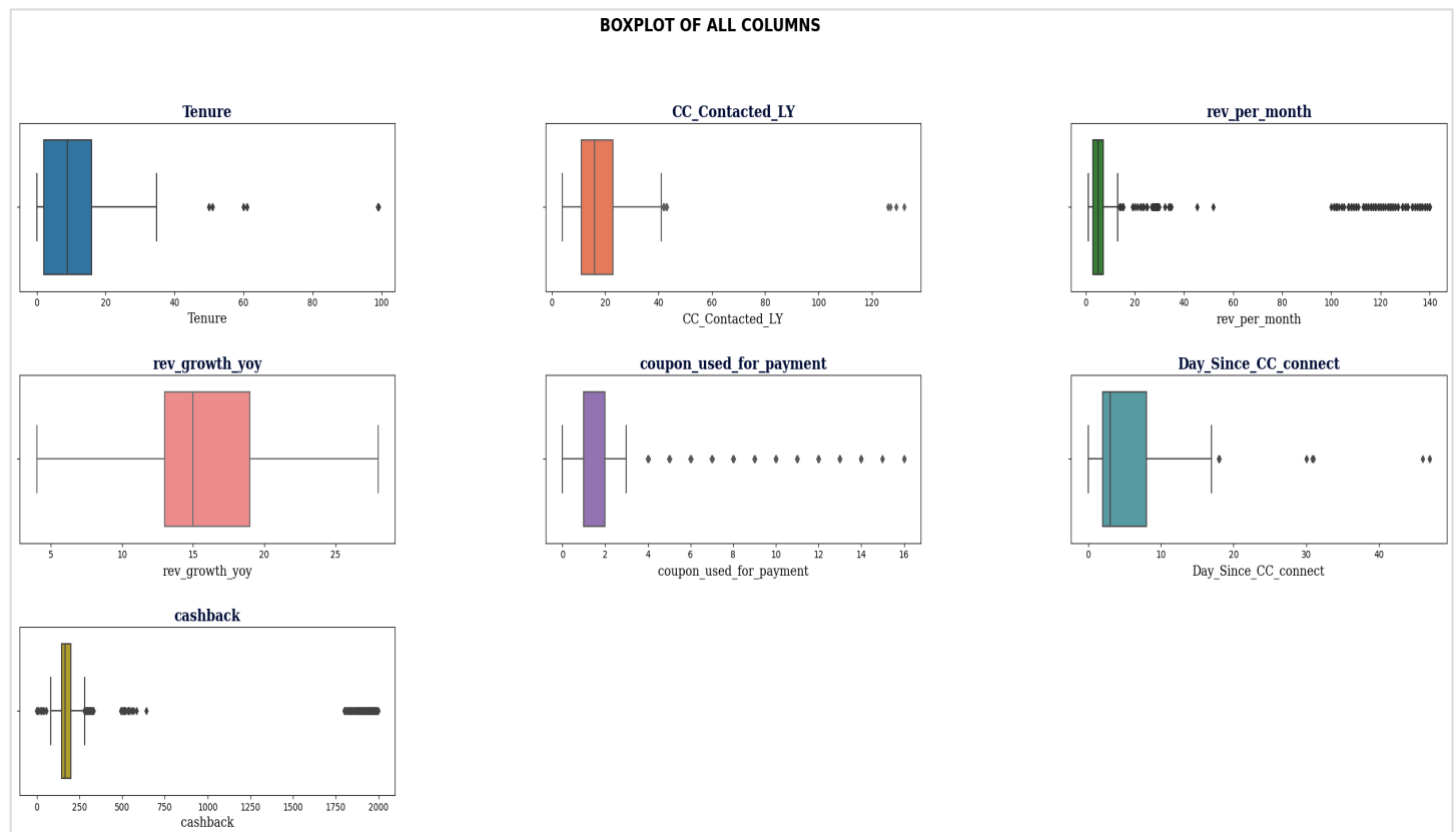 BOXPLOT OF ALL COLUMNS
Tenure CC_Contacted_LY rev_per_month
0 20 40 60 80 100 0 20 40 60 80 100 120 0 20 40 60 80 100 120 140
Tenure CC_Contacted_LY rev_per_month
rev_growth_yoy coupon_used_for_payment Day_Since_CC_connect
5 10 15 20 25 0 2 4 6 8 10 12 14 16 0 10 20 30 40
rev_growth_yoy coupon_used_for_payment Day_Since_CC_connect
cashback
0 250 500 750 1000 1250 1500 1750 2000
cashback